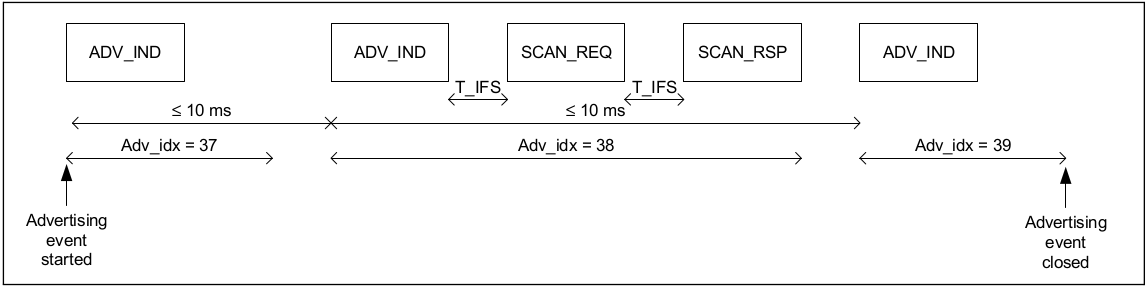 ADV_IND
ADV_IND
SCAN_REQ
SCAN_RSP
ADV_IND
T_IFS
T_IFS
≤ 10 ms
≤ 10 ms
Adv_idx = 37
Adv_idx = 38
Adv_idx = 39
Advertising
event
started
Advertising
event
closed